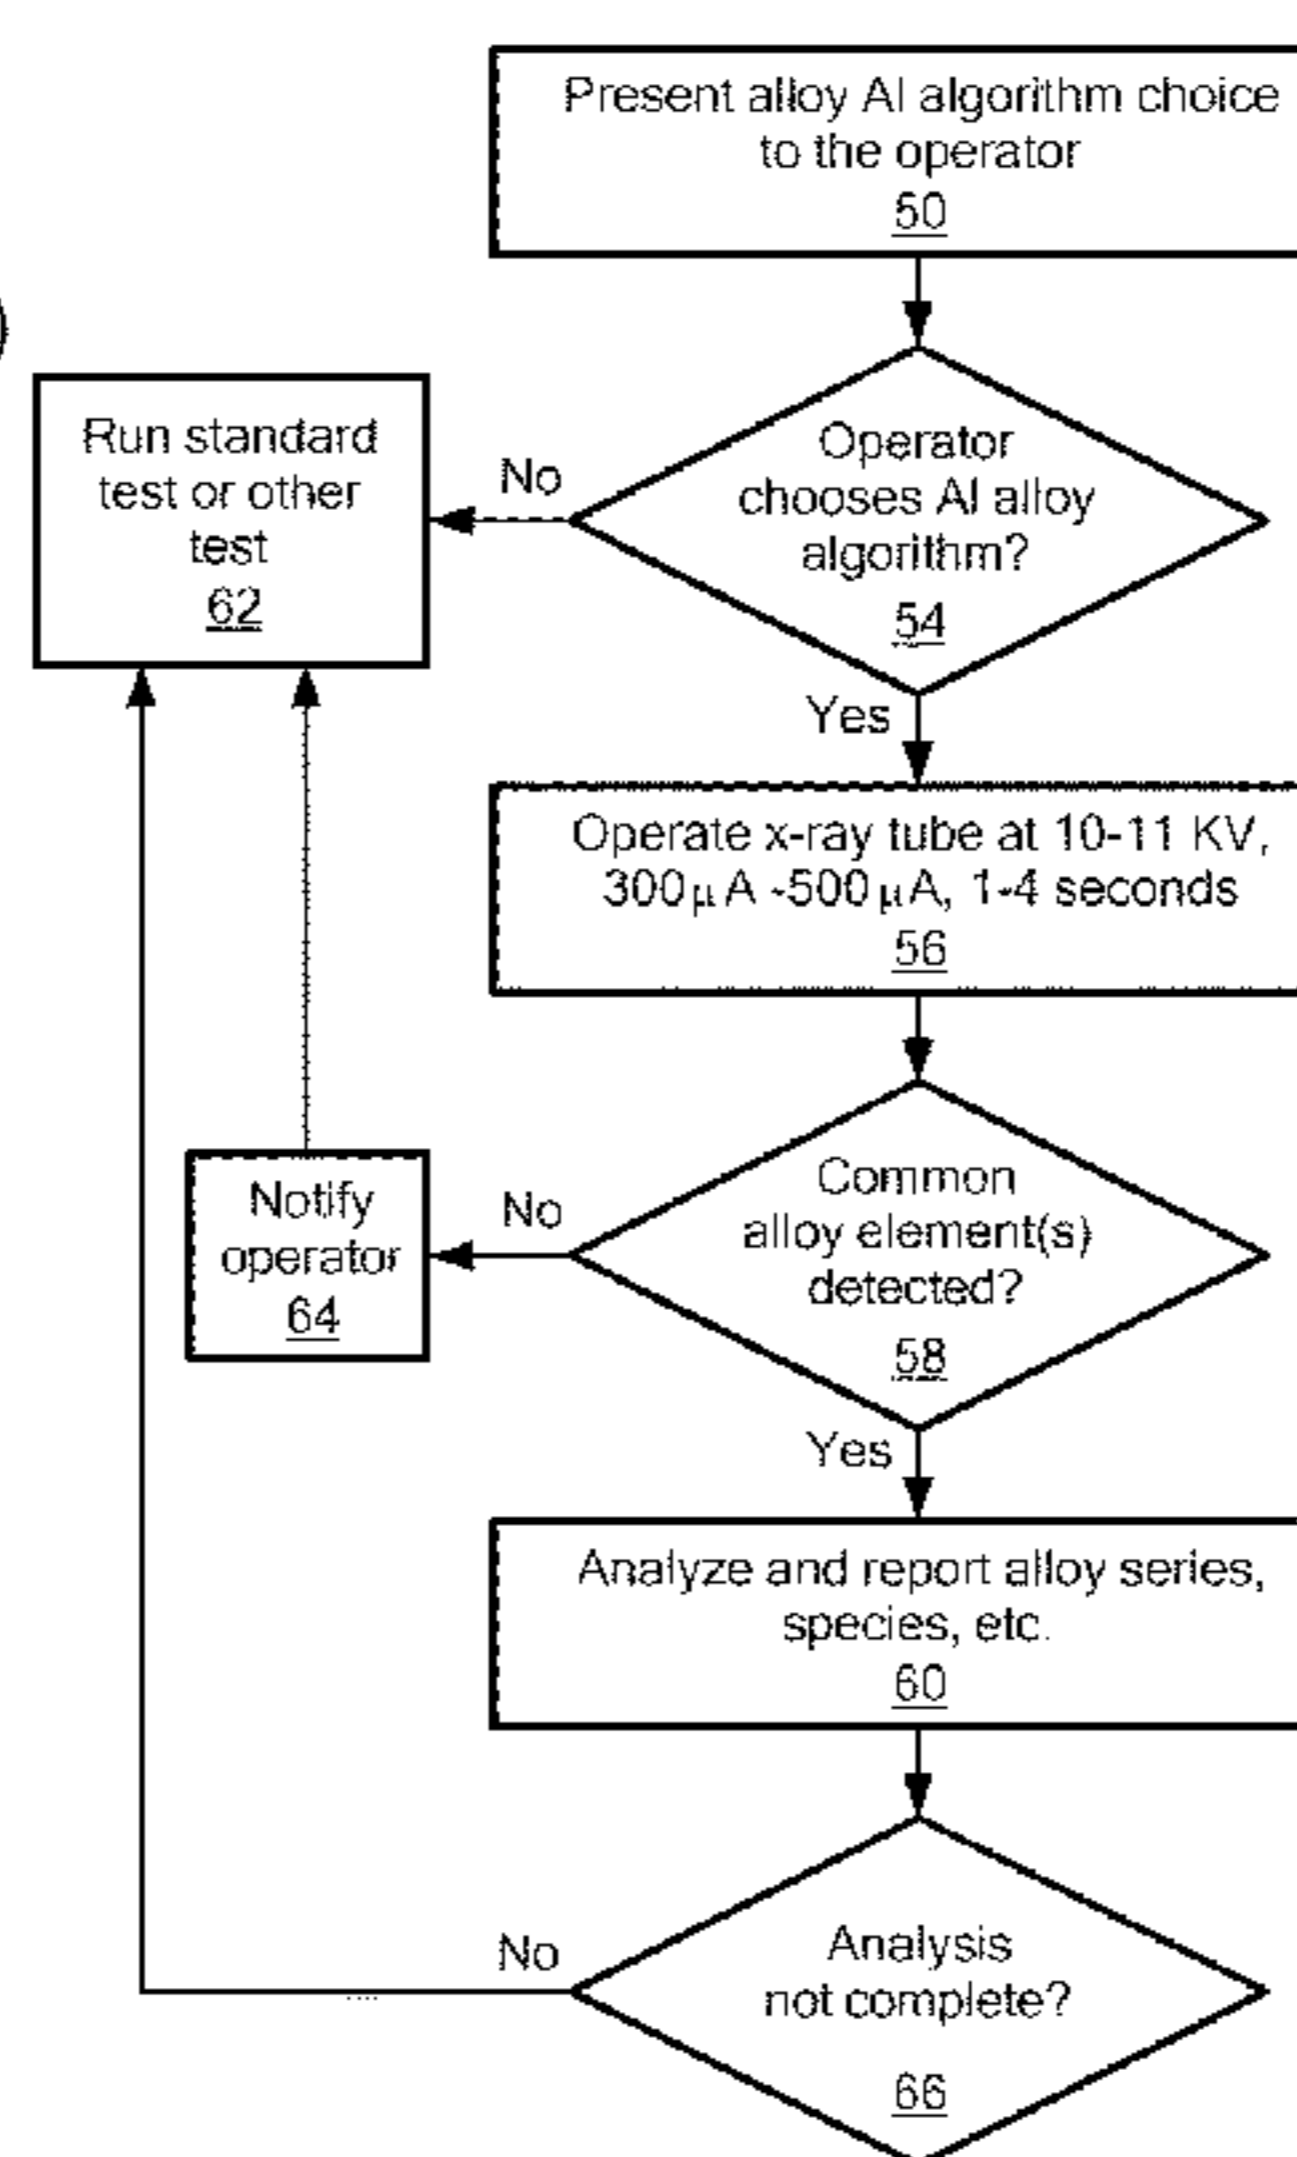 Present alloy Al algorithm choice
to the operator
50
Operator
chooses Al alloy
algorithm?
54
No
Run standard
test or other
test
62
Yes
Operate x-ray tube at 10-11 KV,
300μA -500μA, 1-4 seconds
56
Common
alloy element(s)
detected?
58
No
Notify
operator
64
Yes
Analyze and report alloy series,
species, etc.
60
Analysis
not complete?
66
No